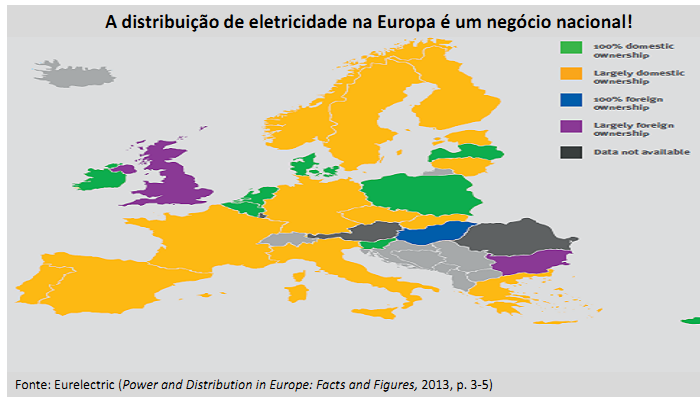 A distribuição de eletricidade na Europa é um negócio nacional!
100% domestic
ownership
Largely domestic
ownership
100% foreign
ownership
Largely foreign
ownership
Data not available
Fonte: Eurelectric (Power and Distribution in Europe: Facts and Figures, 2013, p. 3-5)